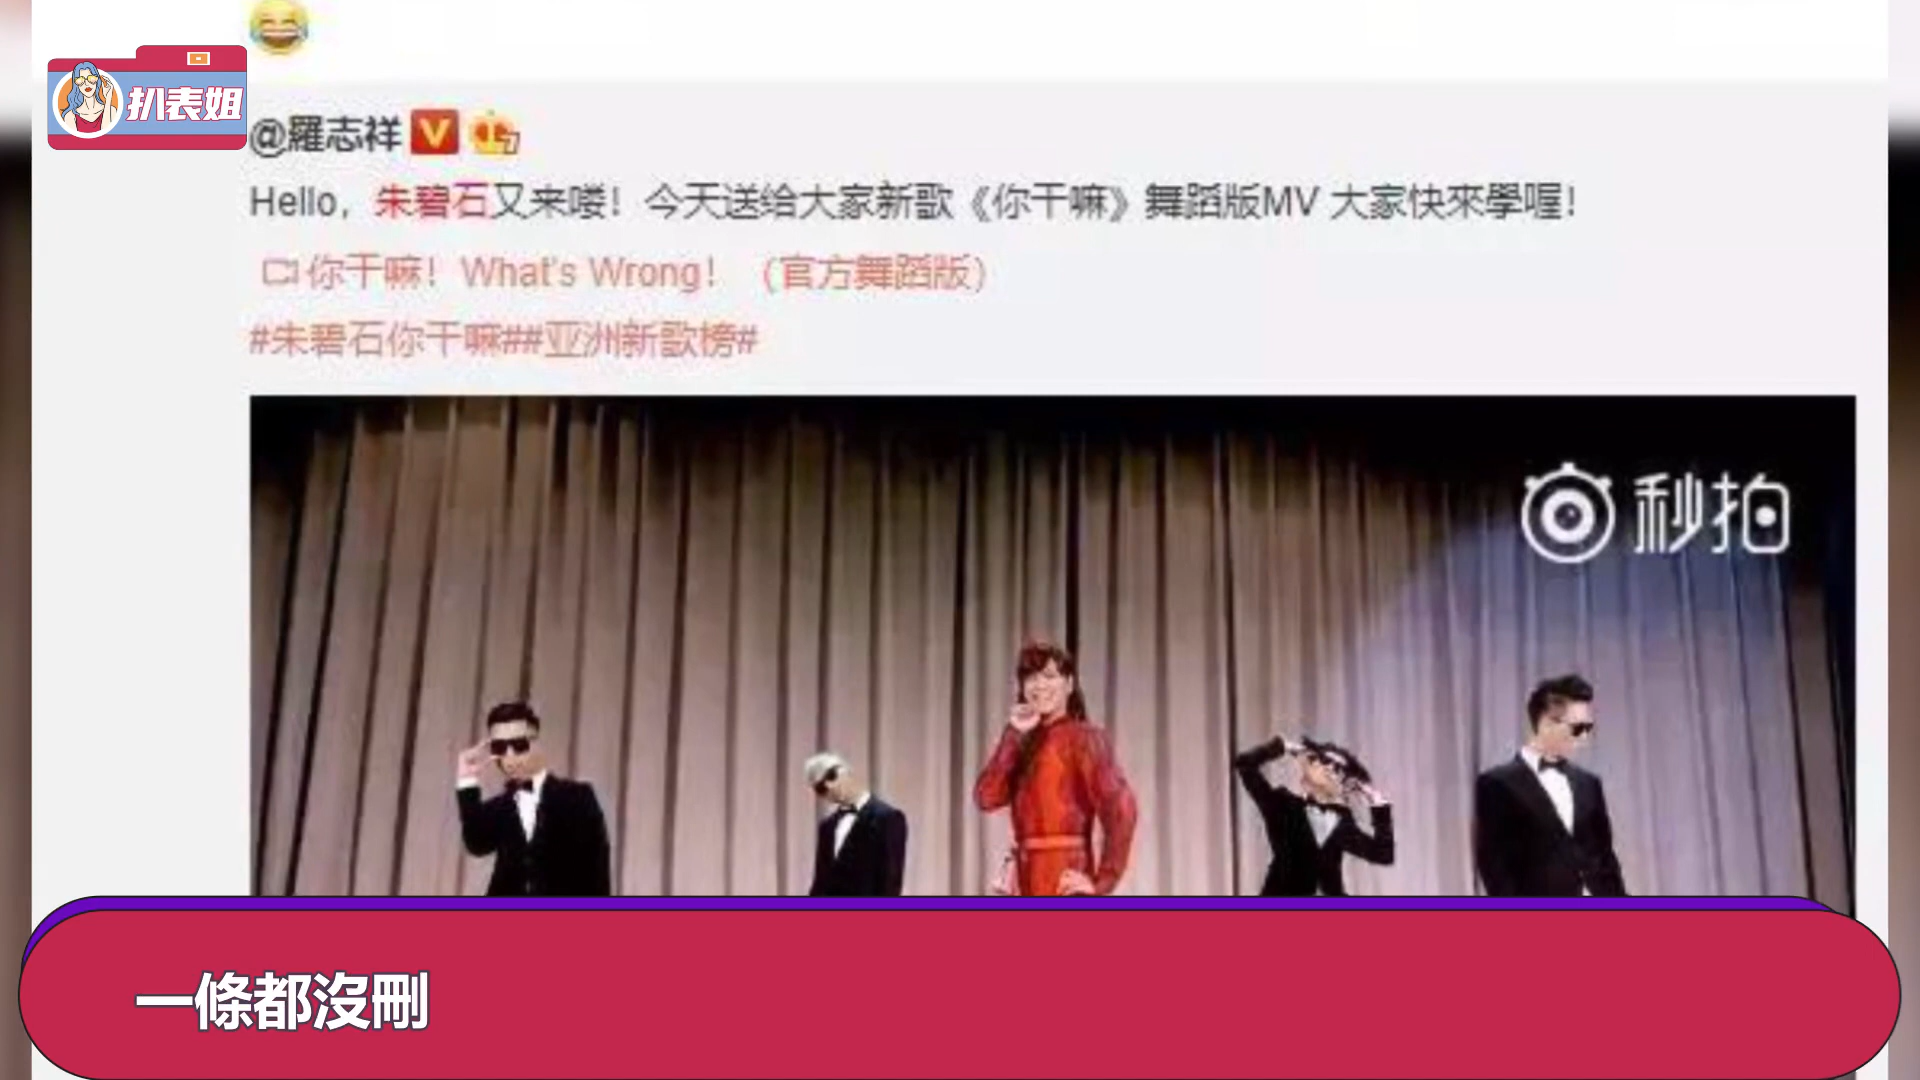 扒表姐
@羅志祥
Hello，朱碧石又来喽！今天送给大家新歌《你干嘛》舞蹈版MV 大家快來學喔！
你干嘛！What's Wrong！（官方舞蹈版）
#朱碧石你干嘛##亚洲新歌榜#
秒拍
一條都沒刪